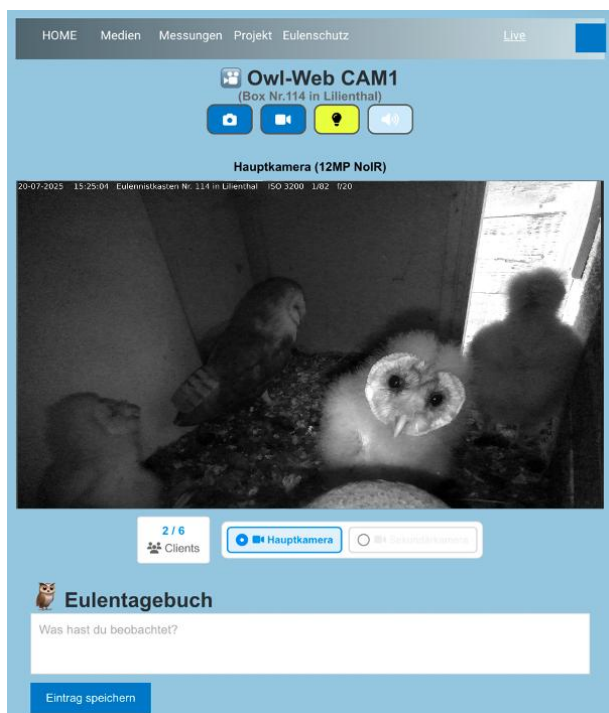 HOME Medien Messungen Projekt Eulenschutz Live
Owl-Web CAM1
(Box Nr.114 in Lilienthal)
Hauptkamera (12MP NoIR)
20-07-2025 15:25:04 Eulennistkasten Nr. 114 in Lilienthal ISO 3200 1/82 f/20
2 / 6
Clients
Hauptkamera
Eulentagebuch
Was hast du beobachtet?
Eintrag speichern